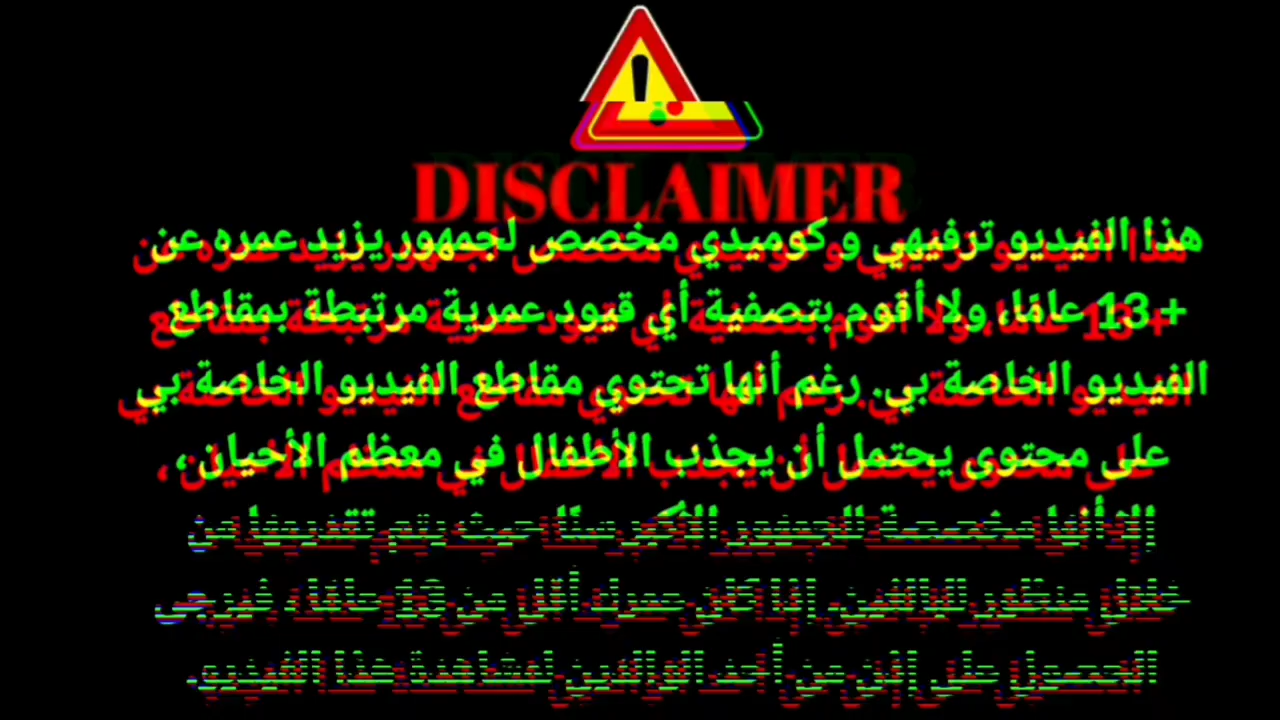 DISCLAIMER
هذا الفيديو ترفيهي و كوميدي مخصص لجمهور يزيد عمره عن
+13 عامًا، ولا أقوم بتصفية أي قيود عمرية مرتبطة بمقاطع
الفيديو الخاصة بي. رغم أنها تحتوي مقاطع الفيديو الخاصة بي
على محتوى يحتمل أن يجذب الأطفال في معظم الأحيان ،
إلا أنها مخصصة للجمهور الأكبر سنًا حيث يتم تقديمها من
خلال منظور البالغين. إذا كان عمرك أقل من 13 عامًا ، فيرجى
الحصول على إذن من أحد الوالدين لمشاهدة هذا الفيديو.